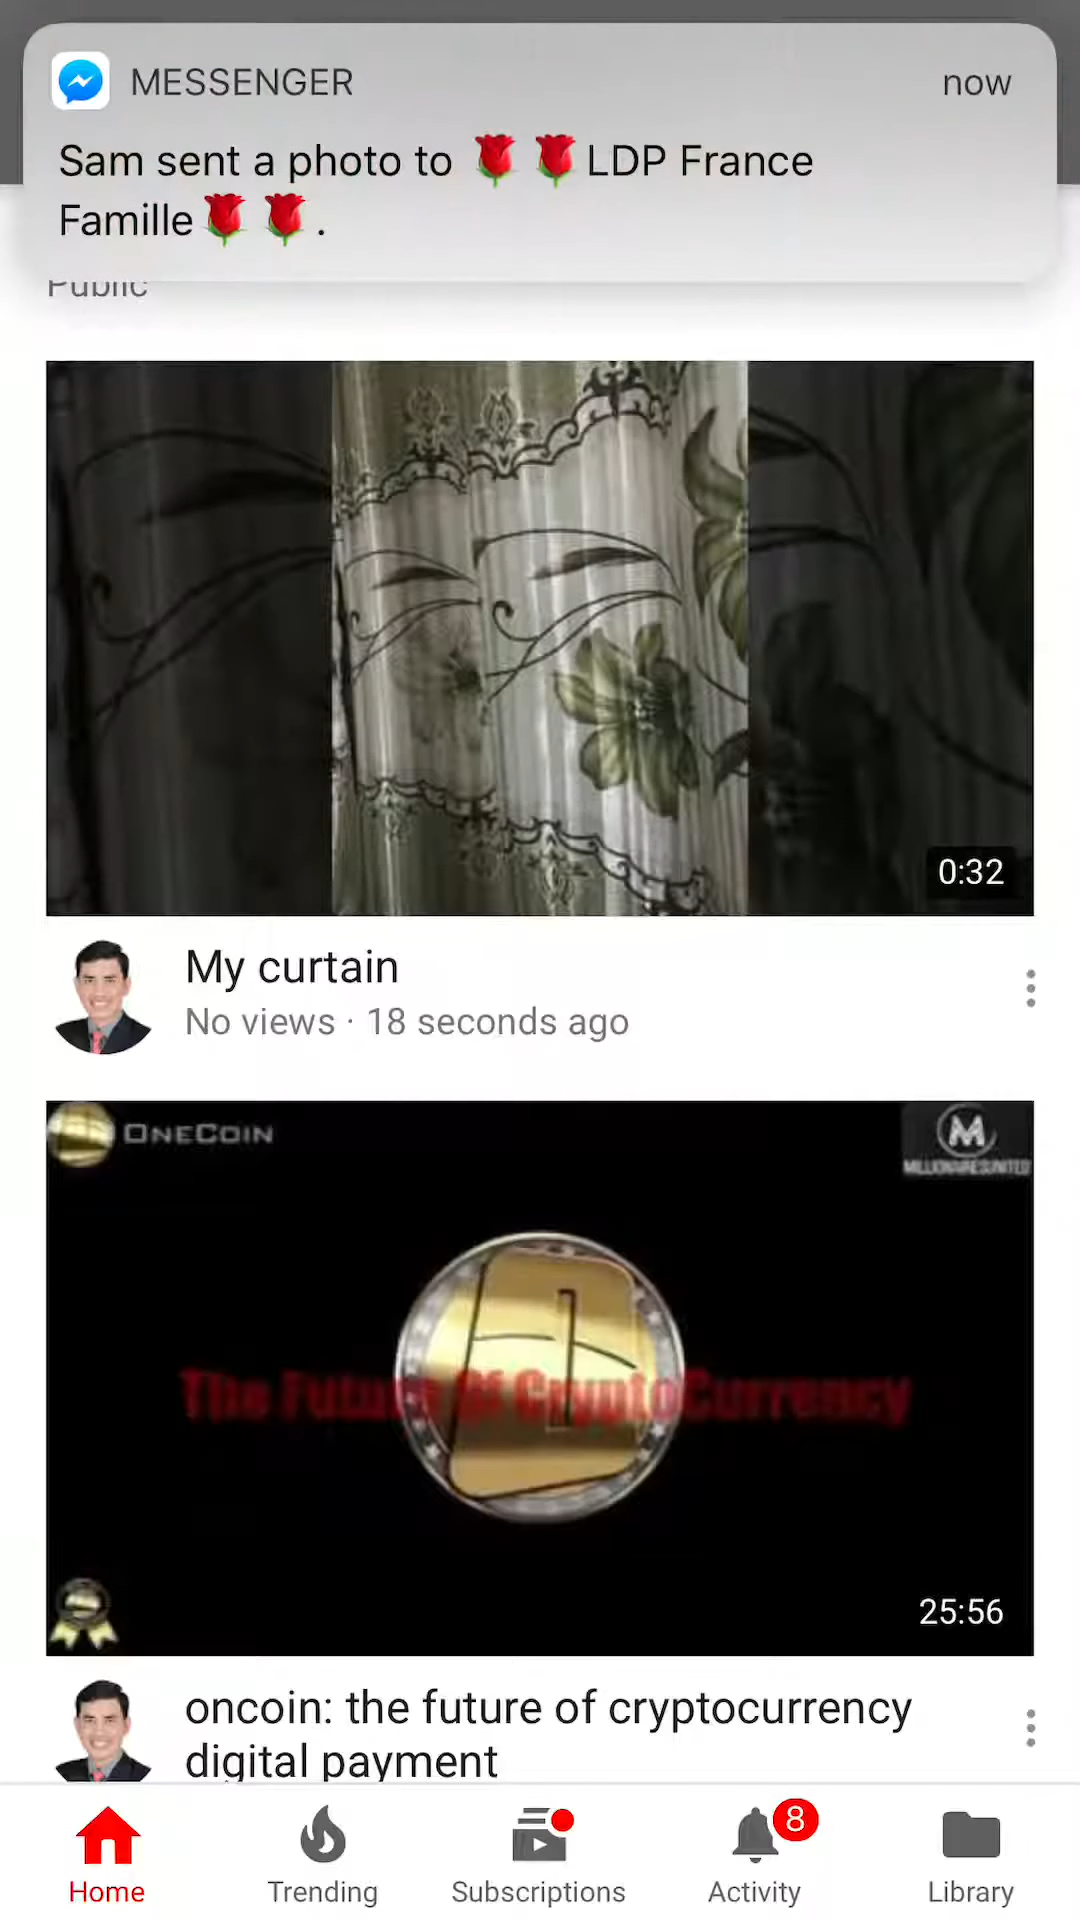 MESSENGER now
Sam sent a photo to 🌹🌹LDP France
Famille🌹🌹.
Public
0:32
My curtain
No views · 18 seconds ago
ONECOIN
M
MILLIONAIRESUNITED
The Future Of CryptoCurrency
25:56
oncoin: the future of cryptocurrency
digital payment
8
Home Trending Subscriptions Activity Library